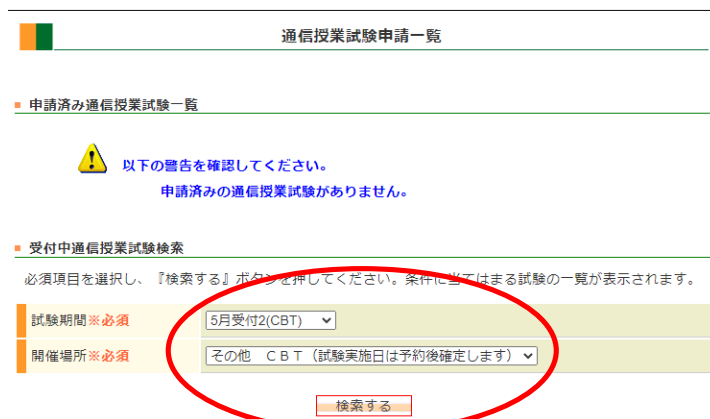 通信授業試験申請一覧
申請済み通信授業試験一覧
以下の警告を確認してください。
申請済みの通信授業試験がありません。
受付中通信授業試験検索
必須項目を選択し、『検索する』ボタンを押してください。条件に当てはまる試験の一覧が表示されます。
試験期間※必須 5月受付2(CBT)
開催場所※必須 その他　ＣＢＴ（試験実施日は予約後確定します）
検索する